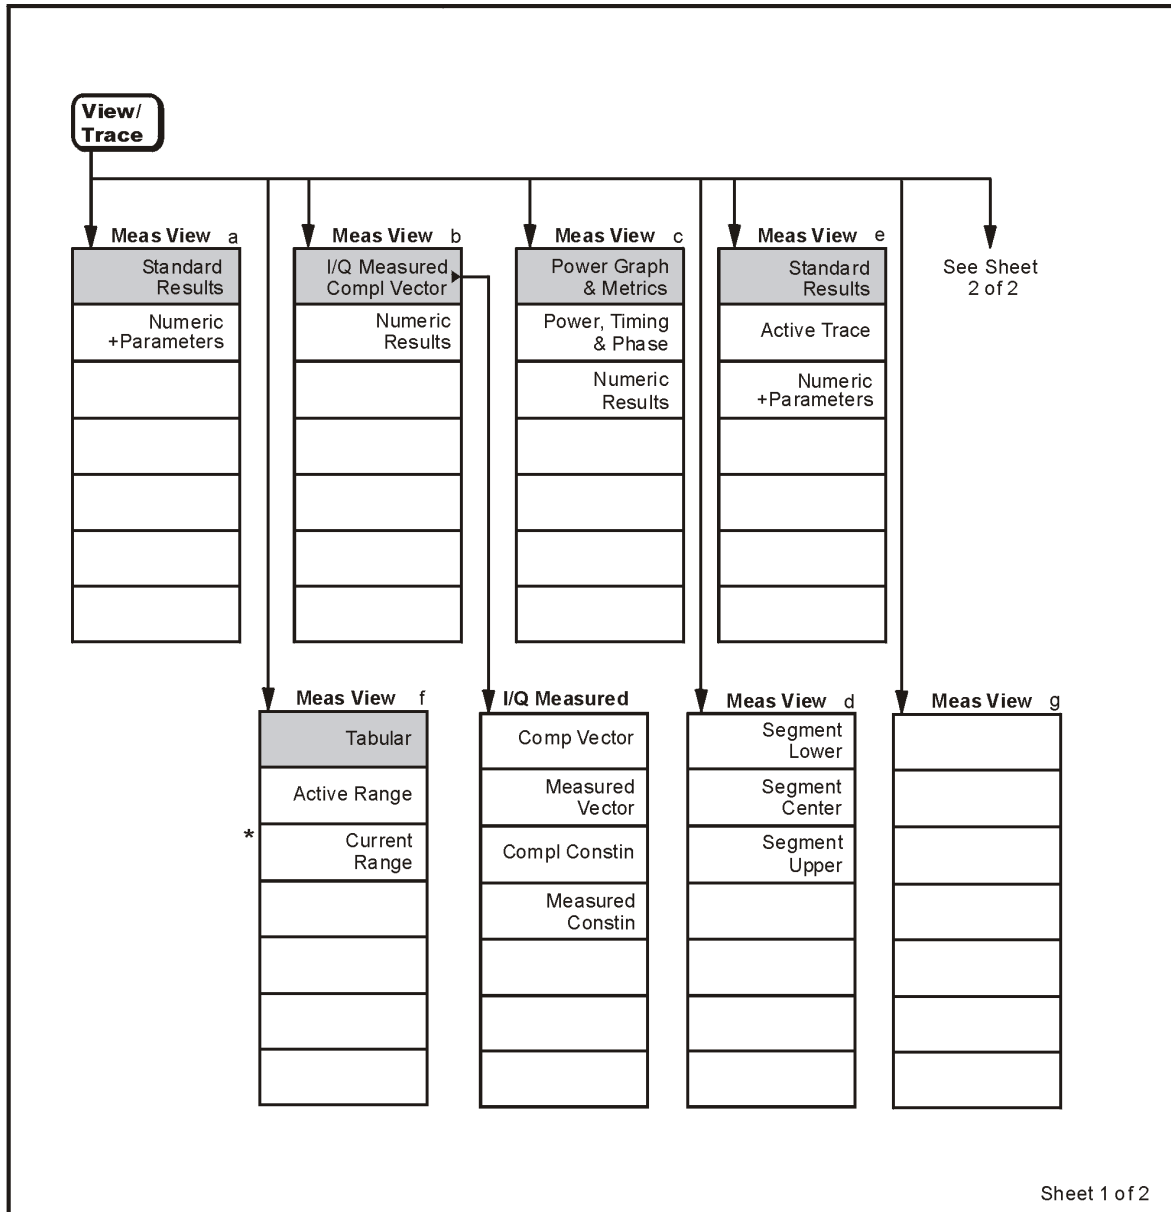 View/
Trace
Meas View a
Standard
Results
Numeric
+Parameters
Meas View b
I/Q Measured
Compl Vector
Numeric
Results
Meas View c
Power Graph
& Metrics
Power, Timing
& Phase
Numeric
Results
Meas View e
Standard
Results
Active Trace
Numeric
+Parameters
See Sheet
2 of 2
Meas View f
Tabular
Active Range
*
Current
Range
I/Q Measured
Comp Vector
Measured
Vector
Compl Constin
Measured
Constin
Meas View d
Segment
Lower
Segment
Center
Segment
Upper
Meas View g
Sheet 1 of 2